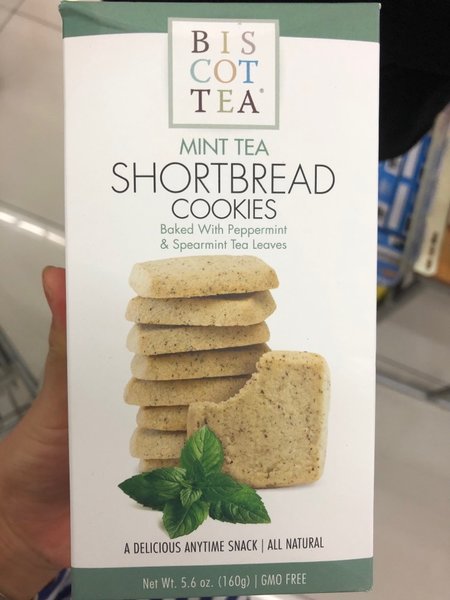 BIS
COT
TEA®
MINT TEA
SHORTBREAD
COOKIES
Baked With Peppermint
& Spearmint Tea Leaves
A DELICIOUS ANYTIME SNACK | ALL NATURAL
Net Wt. 5.6 oz. (160g) | GMO FREE